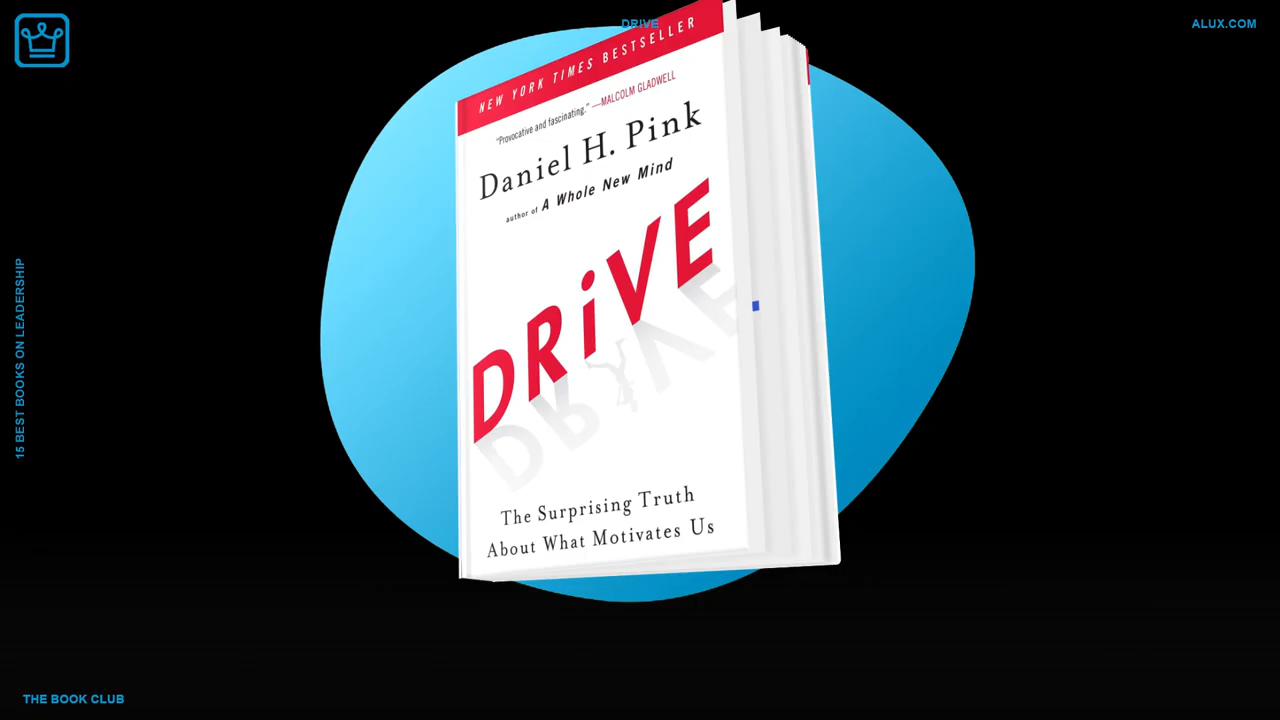 DRIVE
ALUX.COM
NEW YORK TIMES BESTSELLER
"Provocative and fascinating." —MALCOLM GLADWELL
Daniel H. Pink
author of A Whole New Mind
DRiVE
The Surprising Truth
About What Motivates Us
15 BEST BOOKS ON LEADERSHIP
THE BOOK CLUB